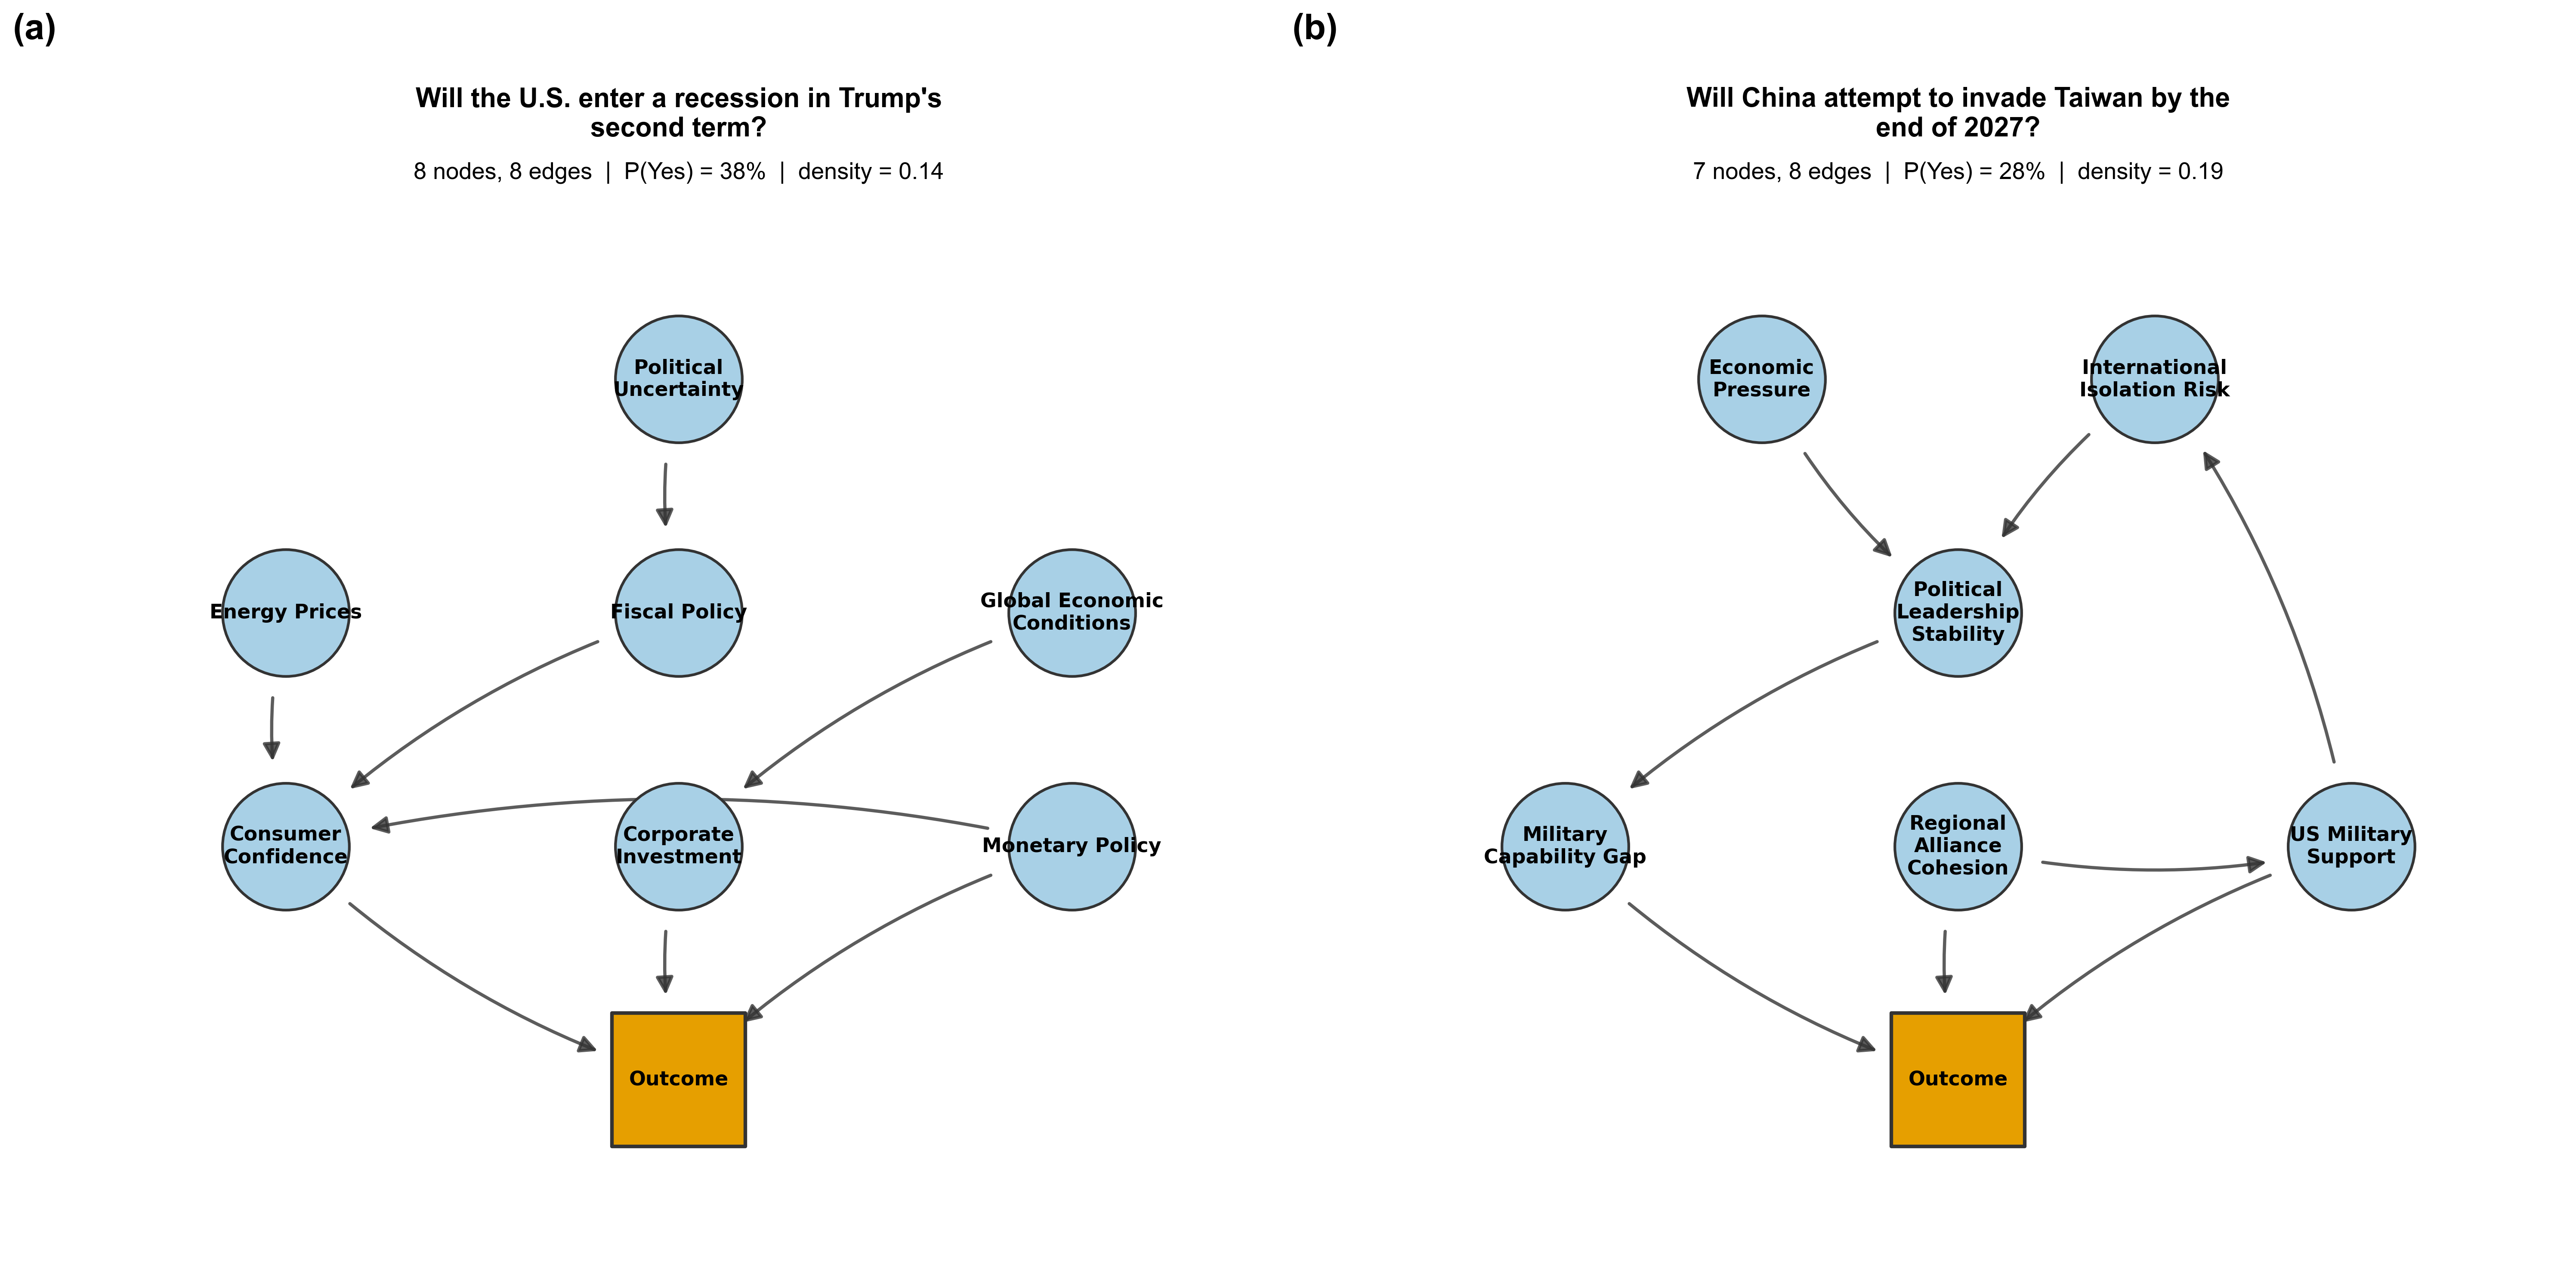 (a)
Will the U.S. enter a recession in Trump's
second term?
8 nodes, 8 edges | P(Yes) = 38% | density = 0.14
Political
Uncertainty
Energy Prices
Fiscal Policy
Global Economic
Conditions
Consumer
Confidence
Corporate
Investment
Monetary Policy
Outcome
(b)
Will China attempt to invade Taiwan by the
end of 2027?
7 nodes, 8 edges | P(Yes) = 28% | density = 0.19
Economic
Pressure
International
Isolation Risk
Political
Leadership
Stability
Military
Capability Gap
Regional
Alliance
Cohesion
US Military
Support
Outcome